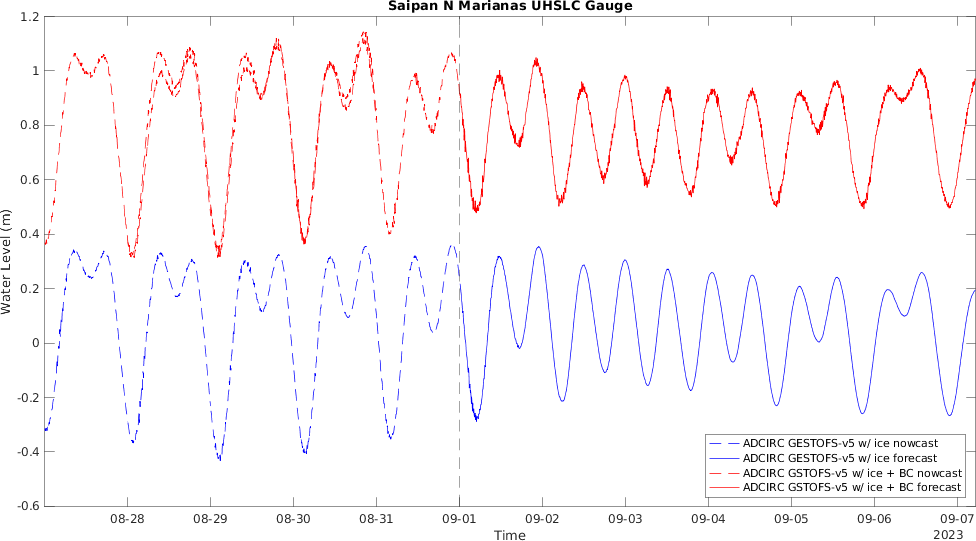 Saipan N Marianas UHSLC Gauge
1.2
1
0.8
0.6
0.4
0.2
0
-0.2
-0.4
-0.6
Water Level (m)
ADCIRC GESTOFS-v5 w/ ice nowcast
ADCIRC GESTOFS-v5 w/ ice forecast
ADCIRC GSTOFS-v5 w/ ice + BC nowcast
ADCIRC GSTOFS-v5 w/ ice + BC forecast
08-28 08-29 08-30 08-31 09-01 09-02 09-03 09-04 09-05 09-06 09-07
Time
2023